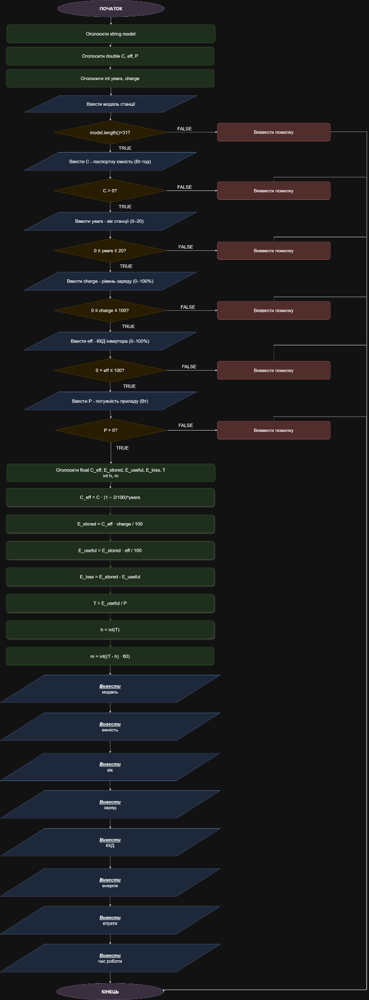 ПОЧАТОК
Оголосити string model
Оголосити double C, eff, P
Оголосити int years, charge
Ввести модель станції
model.length()>31?
FALSE
Виввести помилку
TRUE
Ввести C - паспортну ємність (Вт·год)
C > 0?
FALSE
Виввести помилку
TRUE
Ввести years - вік станції (0–20)
0 ≤ years ≤ 20?
FALSE
Виввести помилку
TRUE
Ввести charge - рівень заряду (0–100%)
0 ≤ charge ≤ 100?
FALSE
Виввести помилку
TRUE
Ввести eff - ККД інвертора (0–100%)
0 < eff ≤ 100?
FALSE
Виввести помилку
TRUE
Ввести P - потужність приладу (Вт)
P > 0?
FALSE
Виввести помилку
TRUE
Оголосити float C_eff, E_stored, E_useful, E_loss, T
int h, m
C_eff = C · (1 − 2/100)^years
E_stored = C_eff · charge / 100
E_useful = E_stored · eff / 100
E_loss = E_stored - E_useful
T = E_useful / P
h = int(T)
m = int((T - h) · 60)
Вивести
модель
Вивести
ємність
Вивести
вік
Вивести
заряд
Вивести
ККД
Вивести
енергія
Вивести
втрати
Вивести
час роботи
КІНЕЦЬ